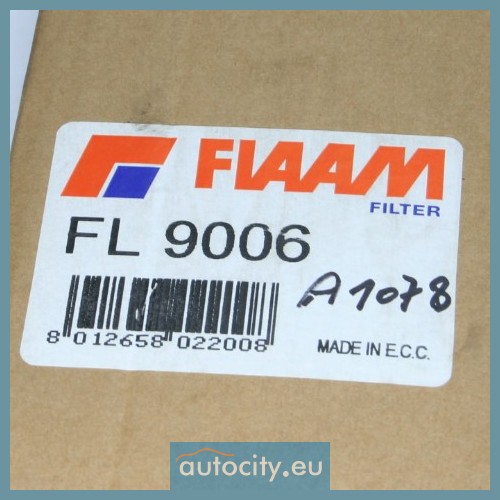 FIAAM
FILTER
FL 9006
A1078
8 012658 022008
MADE IN E.C.C.
autocity.eu